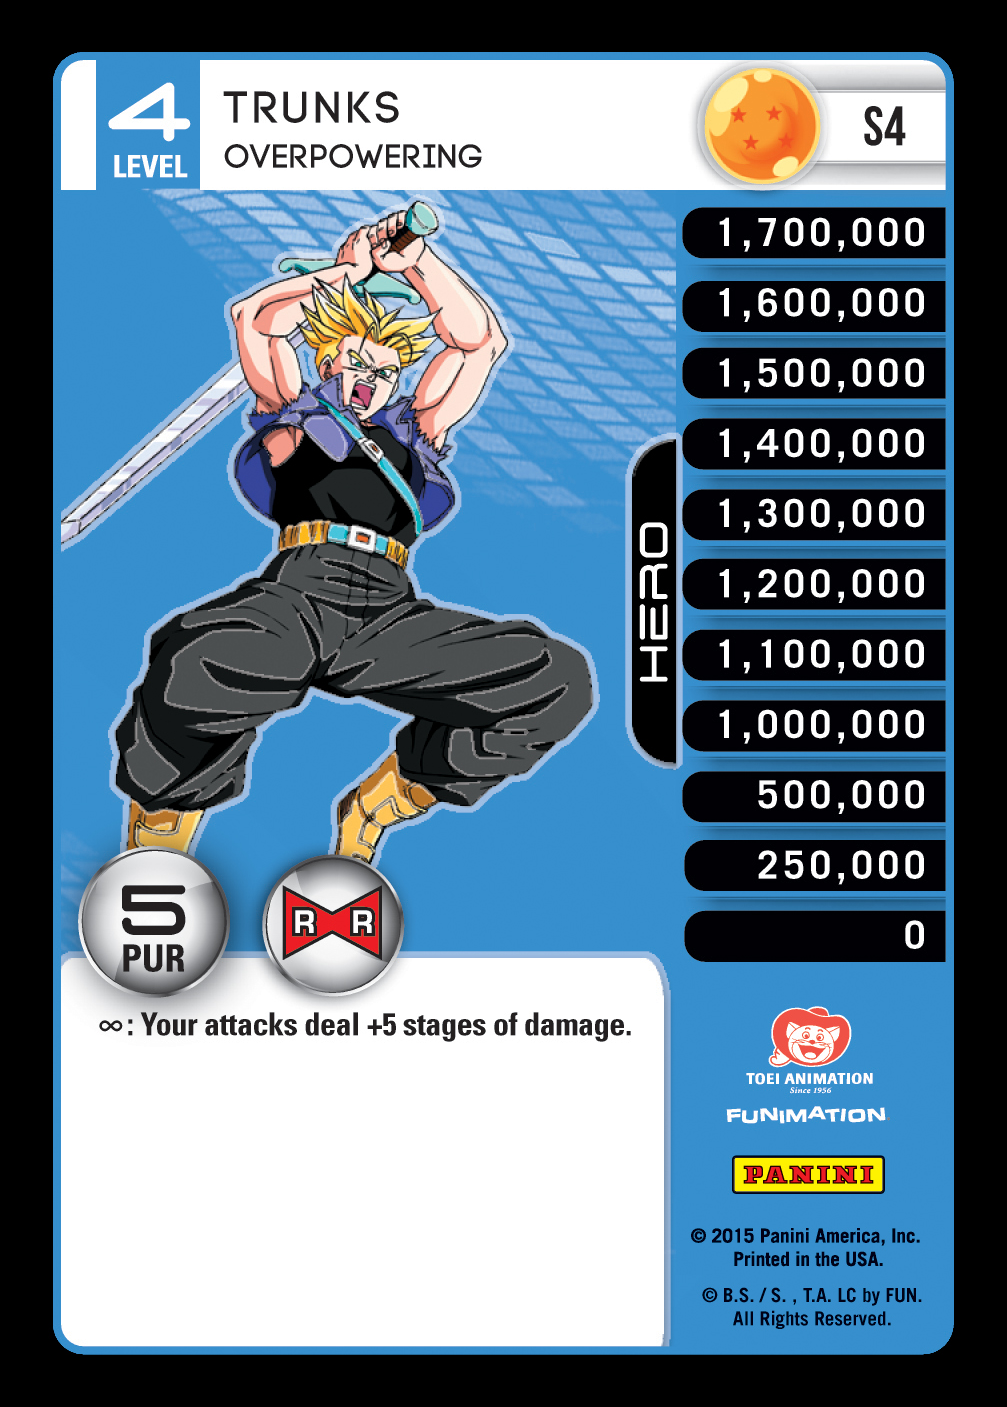 4
LEVEL
TRUNKS
OVERPOWERING
S4
1,700,000
1,600,000
1,500,000
1,400,000
1,300,000
1,200,000
1,100,000
1,000,000
500,000
250,000
0
HERO
5
PUR
R R
∞: Your attacks deal +5 stages of damage.
TOEI ANIMATION
Since 1956
FUNIMATION
PANINI
© 2015 Panini America, Inc.
Printed in the USA.
© B.S. / S. , T.A. LC by FUN.
All Rights Reserved.